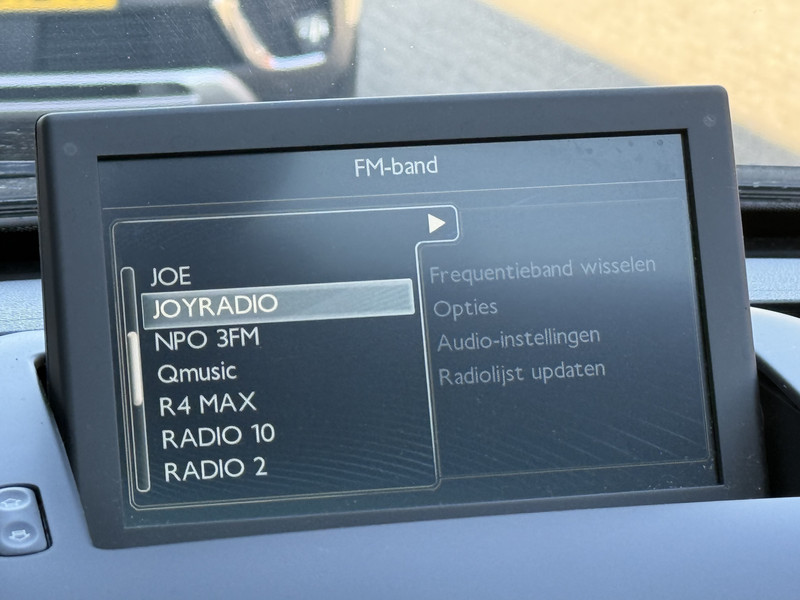 FM-band
JOE
JOYRADIO
NPO 3FM
Qmusic
R4 MAX
RADIO 10
RADIO 2
Frequentieband wisselen
Opties
Audio-instellingen
Radiolijst updaten